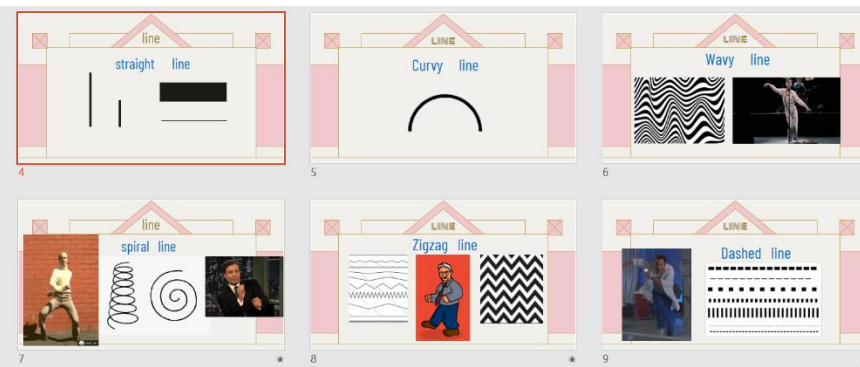 line
straight line
4
LINE
Curvy line
5
LINE
Wavy line
6
line
spiral line
7
LINE
Zigzag line
8
LINE
Dashed line
9